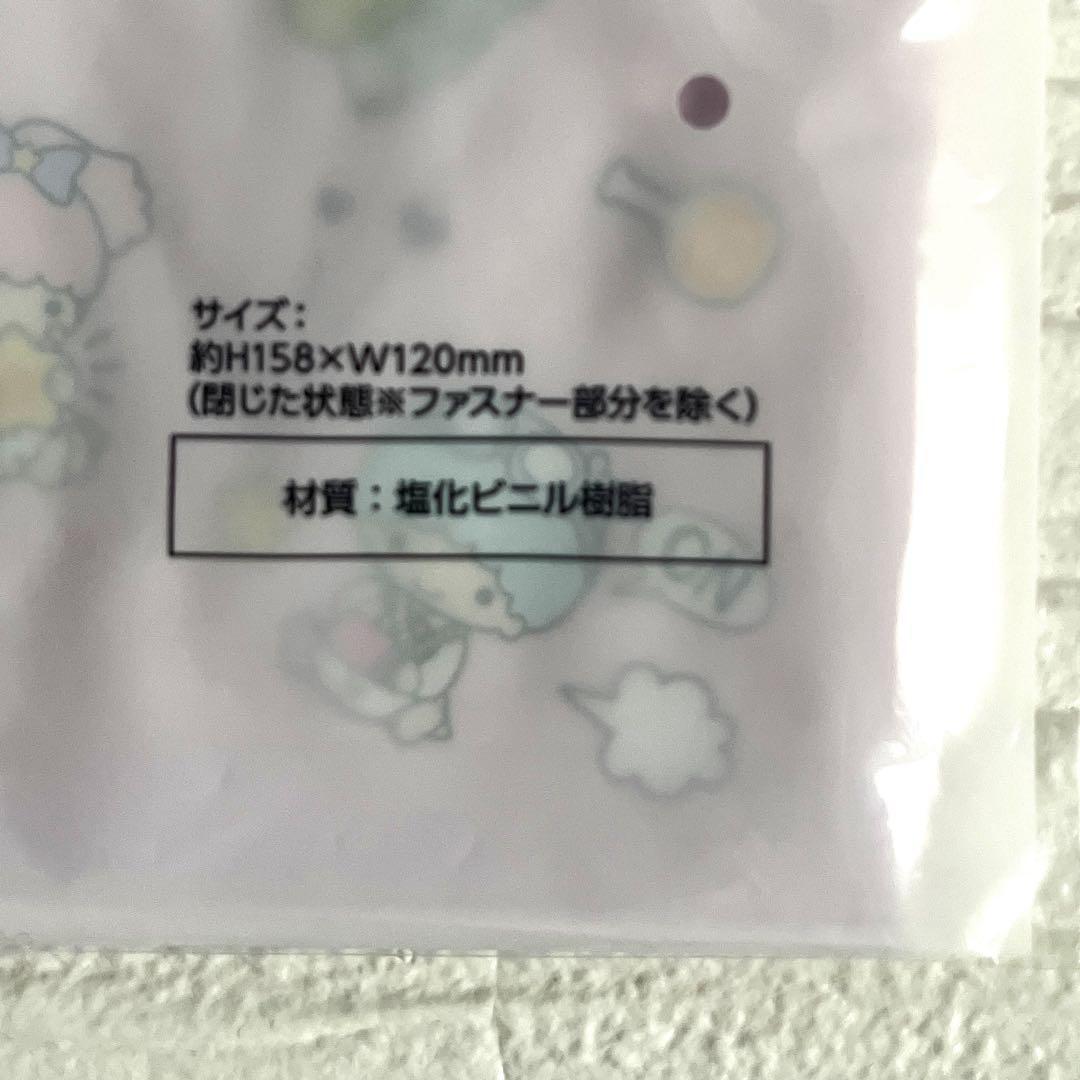 サイズ：
約H158×W120mm
(閉じた状態※ファスナー部分を除く)
材質：塩化ビニル樹脂